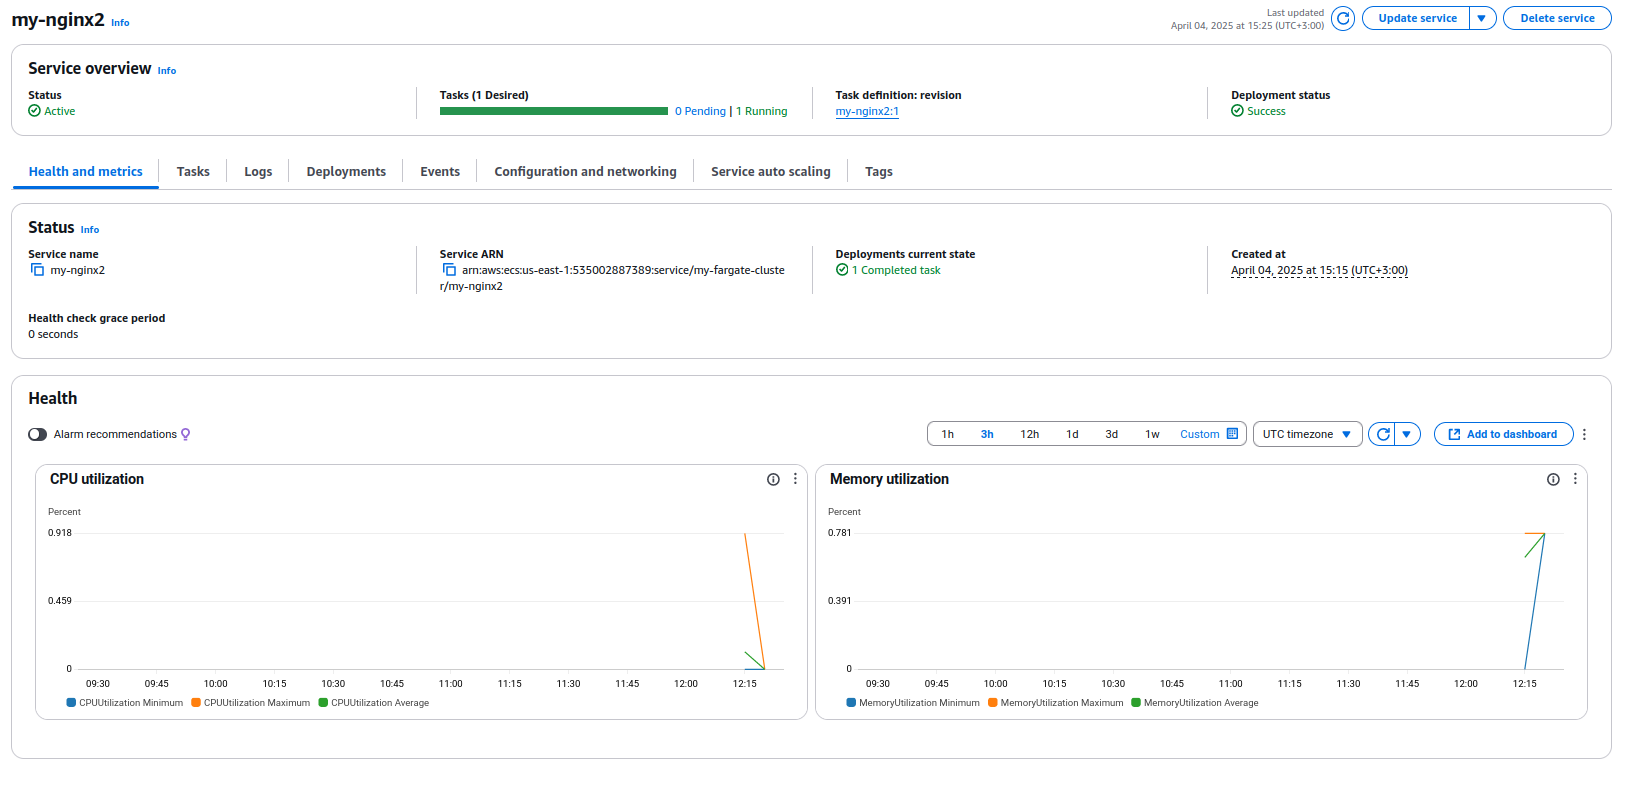 my-nginx2 Info
Last updated
April 04, 2025 at 15:25 (UTC+3:00)
Update service
Delete service
Service overview Info
Status
Active
Tasks (1 Desired)
0 Pending | 1 Running
Task definition: revision
my-nginx2:1
Deployment status
Success
Health and metrics
Tasks
Logs
Deployments
Events
Configuration and networking
Service auto scaling
Tags
Status Info
Service name
my-nginx2
Service ARN
arn:aws:ecs:us-east-1:535002887389:service/my-fargate-cluste
r/my-nginx2
Deployments current state
1 Completed task
Created at
April 04, 2025 at 15:15 (UTC+3:00)
Health check grace period
0 seconds
Health
Alarm recommendations
1h 3h 12h 1d 3d 1w Custom
UTC timezone
Add to dashboard
CPU utilization
Percent
0.918
0.459
0
09:30 09:45 10:00 10:15 10:30 10:45 11:00 11:15 11:30 11:45 12:00 12:15
CPUUtilization Minimum CPUUtilization Maximum CPUUtilization Average
Memory utilization
Percent
0.781
0.391
0
09:30 09:45 10:00 10:15 10:30 10:45 11:00 11:15 11:30 11:45 12:00 12:15
MemoryUtilization Minimum MemoryUtilization Maximum MemoryUtilization Average